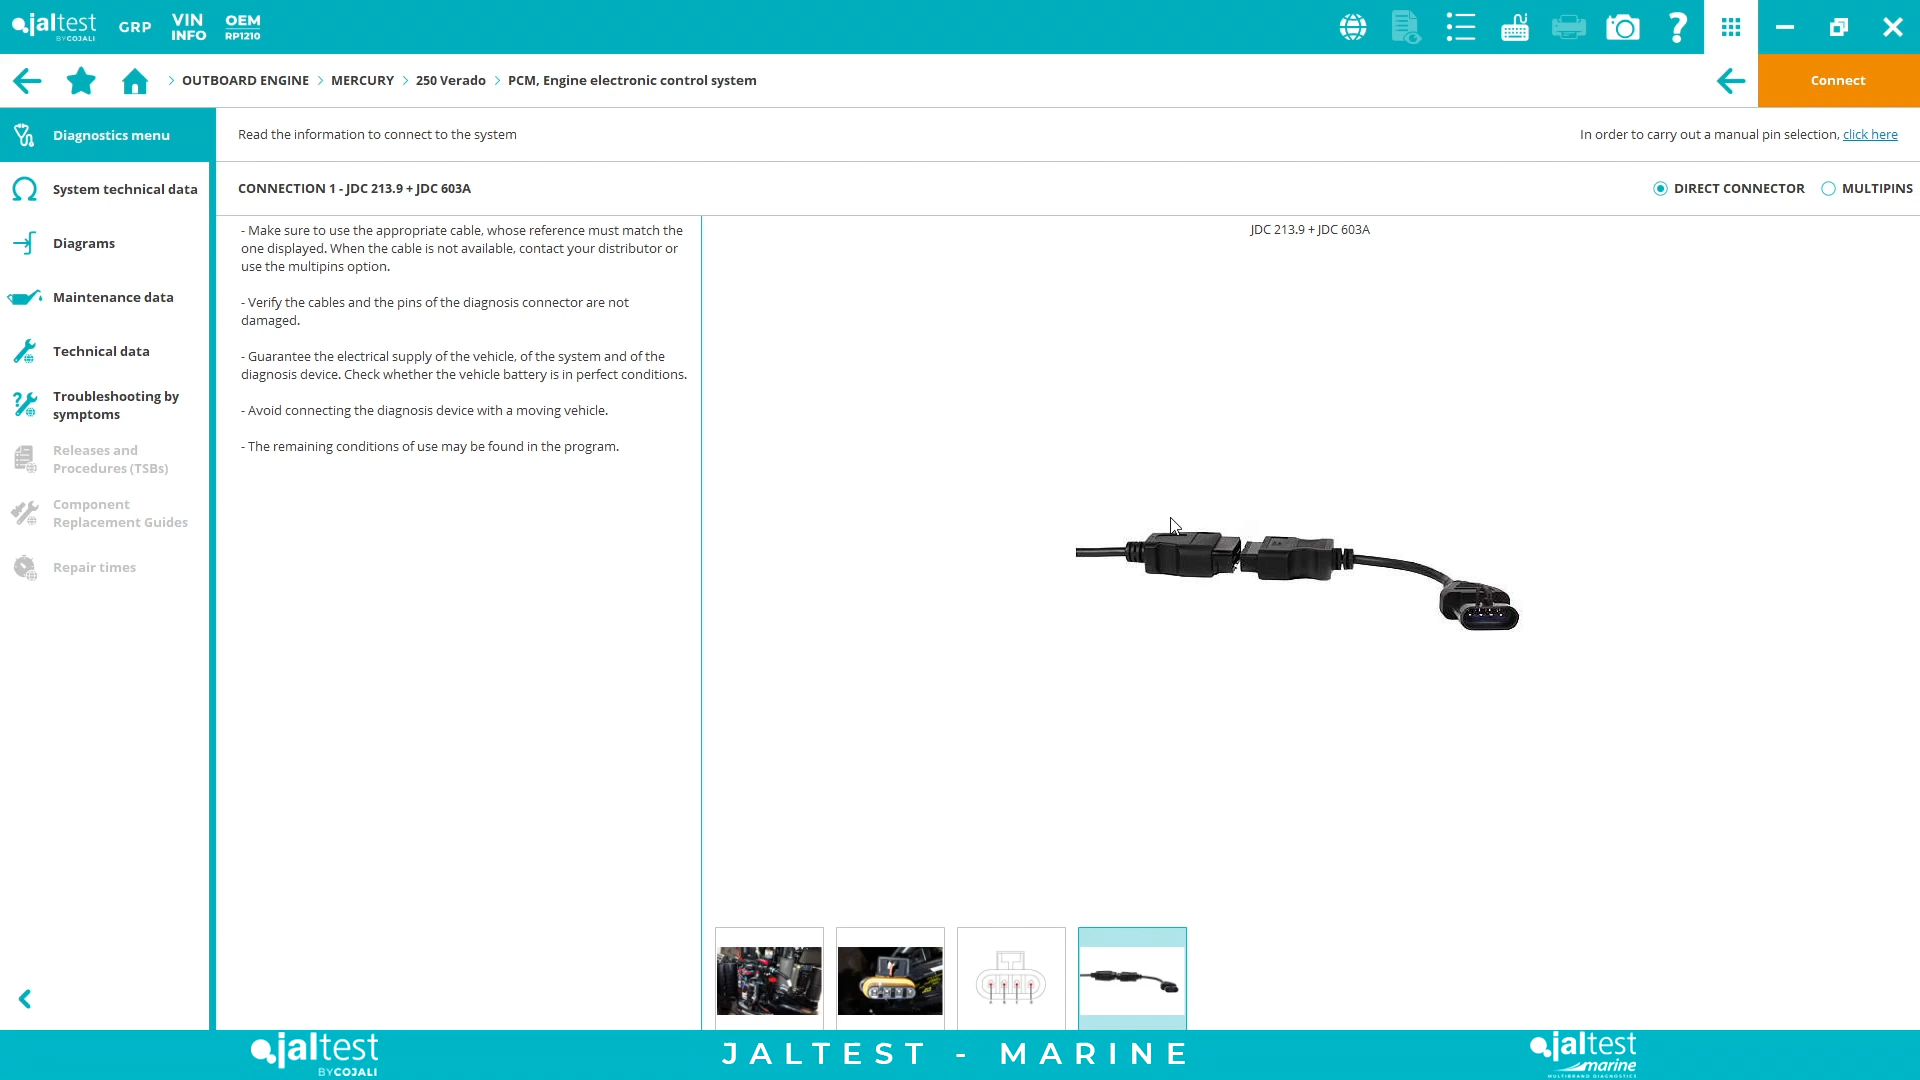 jaltest
BY COJALI
GRP
VIN
INFO
OEM
RP1210
OUTBOARD ENGINE > MERCURY > 250 Verado > PCM, Engine electronic control system
Connect
Diagnostics menu
System technical data
Diagrams
Maintenance data
Technical data
Troubleshooting by
symptoms
Releases and
Procedures (TSBs)
Component
Replacement Guides
Repair times
Read the information to connect to the system
In order to carry out a manual pin selection, click here
CONNECTION 1 - JDC 213.9 + JDC 603A
DIRECT CONNECTOR
MULTIPINS
- Make sure to use the appropriate cable, whose reference must match the
one displayed. When the cable is not available, contact your distributor or
use the multipins option.
- Verify the cables and the pins of the diagnosis connector are not
damaged.
- Guarantee the electrical supply of the vehicle, of the system and of the
diagnosis device. Check whether the vehicle battery is in perfect conditions.
- Avoid connecting the diagnosis device with a moving vehicle.
- The remaining conditions of use may be found in the program.
JDC 213.9 + JDC 603A
jaltest
BY COJALI
JALTEST - MARINE
jaltest
marine
MULTIBRAND DIAGNOSTICS